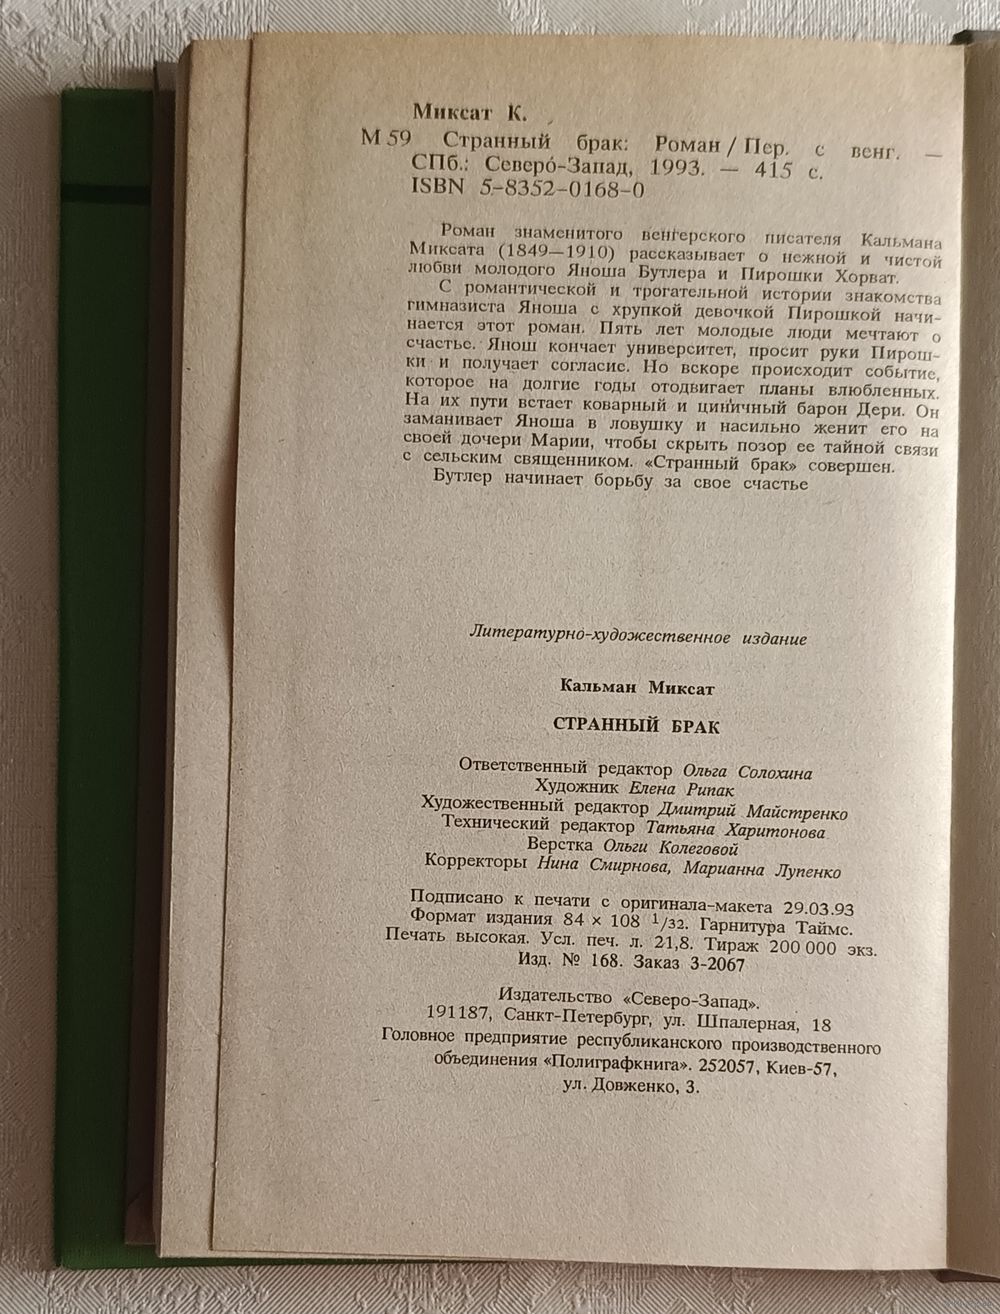 Миксат К.
М 59 Странный брак: Роман / Пер. с венг. —
СПб.: Северо-Запад, 1993. — 415 с.
ISBN 5-8352-0168-0
Роман знаменитого венгерского писателя Кальмана
Миксата (1849—1910) рассказывает о нежной и чистой
любви молодого Яноша Бутлера и Пирошки Хорват.
С романтической и трогательной истории знакомства
гимназиста Яноша с хрупкой девочкой Пирошкой начи-
нается этот роман. Пять лет молодые люди мечтают о
счастье. Янош кончает университет, просит руки Пирош-
ки и получает согласие. Но вскоре происходит событие,
которое на долгие годы отодвигает планы влюбленных.
На их пути встает коварный и циничный барон Дери. Он
заманивает Яноша в ловушку и насильно женит его на
своей дочери Марии, чтобы скрыть позор ее тайной связи
с сельским священником. «Странный брак» совершен.
Бутлер начинает борьбу за свое счастье
Литературно-художественное издание
Кальман Миксат
СТРАННЫЙ БРАК
Ответственный редактор Ольга Солохина
Художник Елена Рипак
Художественный редактор Дмитрий Майстренко
Технический редактор Татьяна Харитонова
Верстка Ольги Колеговой
Корректоры Нина Смирнова, Марианна Лупенко
Подписано к печати с оригинала-макета 29.03.93
Формат издания 84 × 108 1/32. Гарнитура Таймс.
Печать высокая. Усл. печ. л. 21,8. Тираж 200 000 экз.
Изд. № 168. Заказ 3-2067
Издательство «Северо-Запад».
191187, Санкт-Петербург, ул. Шпалерная, 18
Головное предприятие республиканского производственного
объединения «Полиграфкнига». 252057, Киев-57,
ул. Довженко, 3.